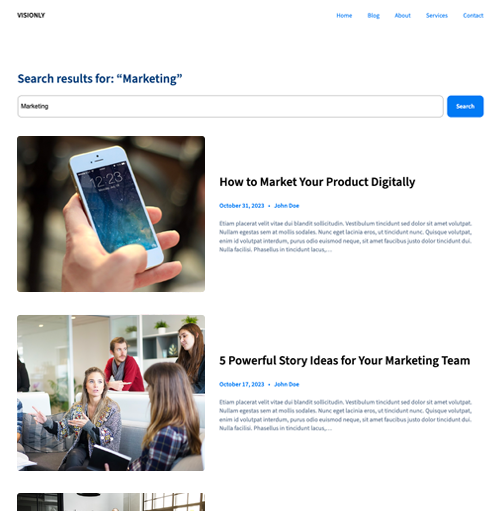 VISIONLY
Home Blog About Services Contact
Search results for: “Marketing”
Marketing
Search
12:23
How to Market Your Product Digitally
October 31, 2023 • John Doe
Etiam placerat velit vitae dui blandit sollicitudin. Vestibulum tincidunt sed dolor sit amet volutpat.
Nullam egestas sem at mollis sodales. Nunc eget lacinia eros, ut tincidunt nunc. Quisque volutpat,
enim id volutpat interdum, purus odio euismod neque, sit amet faucibus justo dolor tincidunt dui.
Nulla facilisi. Phasellus in tincidunt lacus,…
5 Powerful Story Ideas for Your Marketing Team
October 17, 2023 • John Doe
Etiam placerat velit vitae dui blandit sollicitudin. Vestibulum tincidunt sed dolor sit amet volutpat.
Nullam egestas sem at mollis sodales. Nunc eget lacinia eros, ut tincidunt nunc. Quisque volutpat,
enim id volutpat interdum, purus odio euismod neque, sit amet faucibus justo dolor tincidunt dui.
Nulla facilisi. Phasellus in tincidunt lacus,…